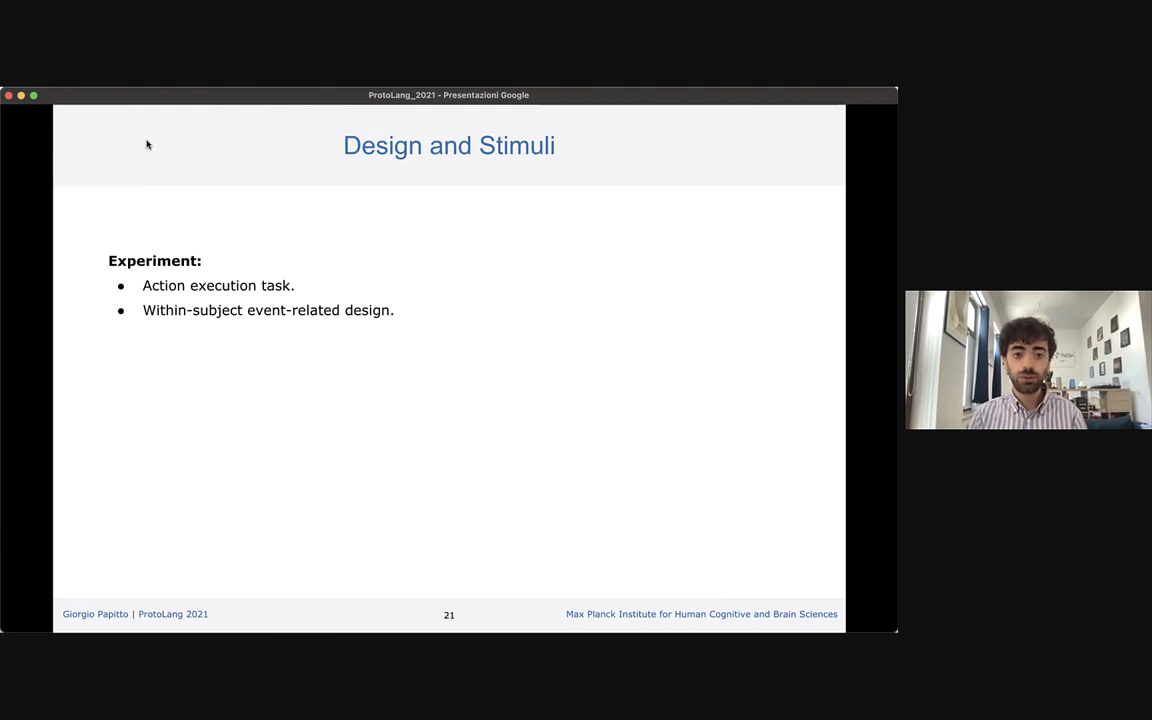 ProtoLang_2021 - Presentazioni Google
Design and Stimuli
Experiment:
● Action execution task.
● Within-subject event-related design.
Giorgio Papitto | ProtoLang 2021
21
Max Planck Institute for Human Cognitive and Brain Sciences